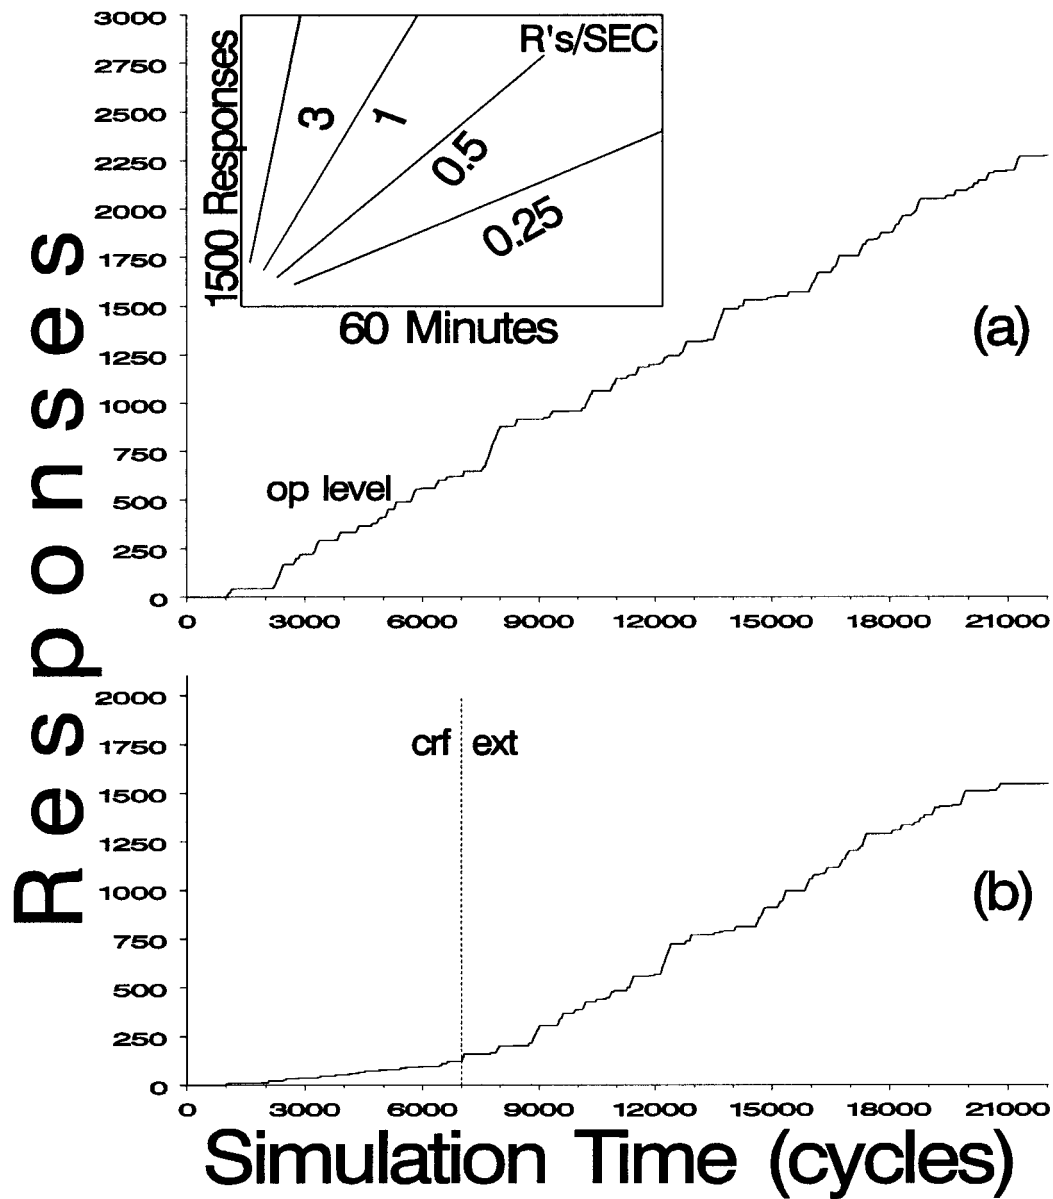 Responses
3000
2750
2500
2250
2000
1750
1500
1250
1000
750
500
250
0
1500 Responses
R's/SEC
3
1
0.5
0.25
60 Minutes
(a)
op level
0 3000 6000 9000 12000 15000 18000 21000
2000
1750
1500
1250
1000
750
500
250
0
crf ext
(b)
0 3000 6000 9000 12000 15000 18000 21000
Simulation Time (cycles)